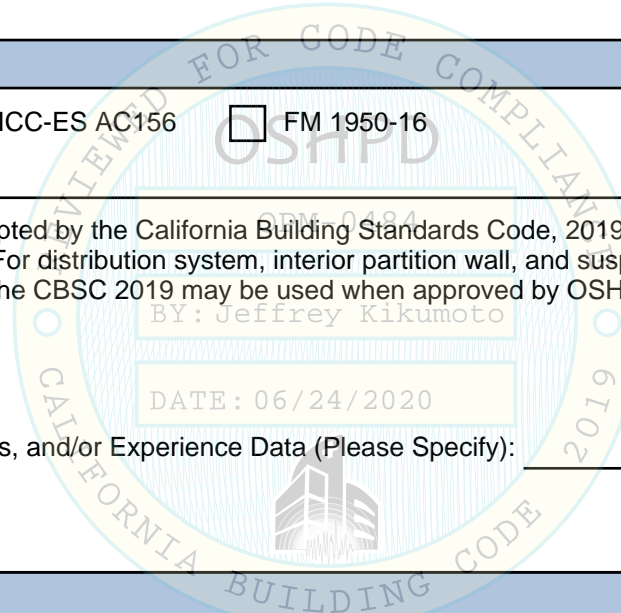 REVIEWED FOR CODE COMPLIANCE
ICC-ES AC156 FM 1950-16
OSHPD
opted by the California Building Standards Code, 2019
OPM-0484
For distribution system, interior partition wall, and susp
he CBSC 2019 may be used when approved by OSH
BY: Jeffrey Kikumoto
DATE: 06/24/2020
s, and/or Experience Data (Please Specify):
CALIFORNIA BUILDING CODE 2019